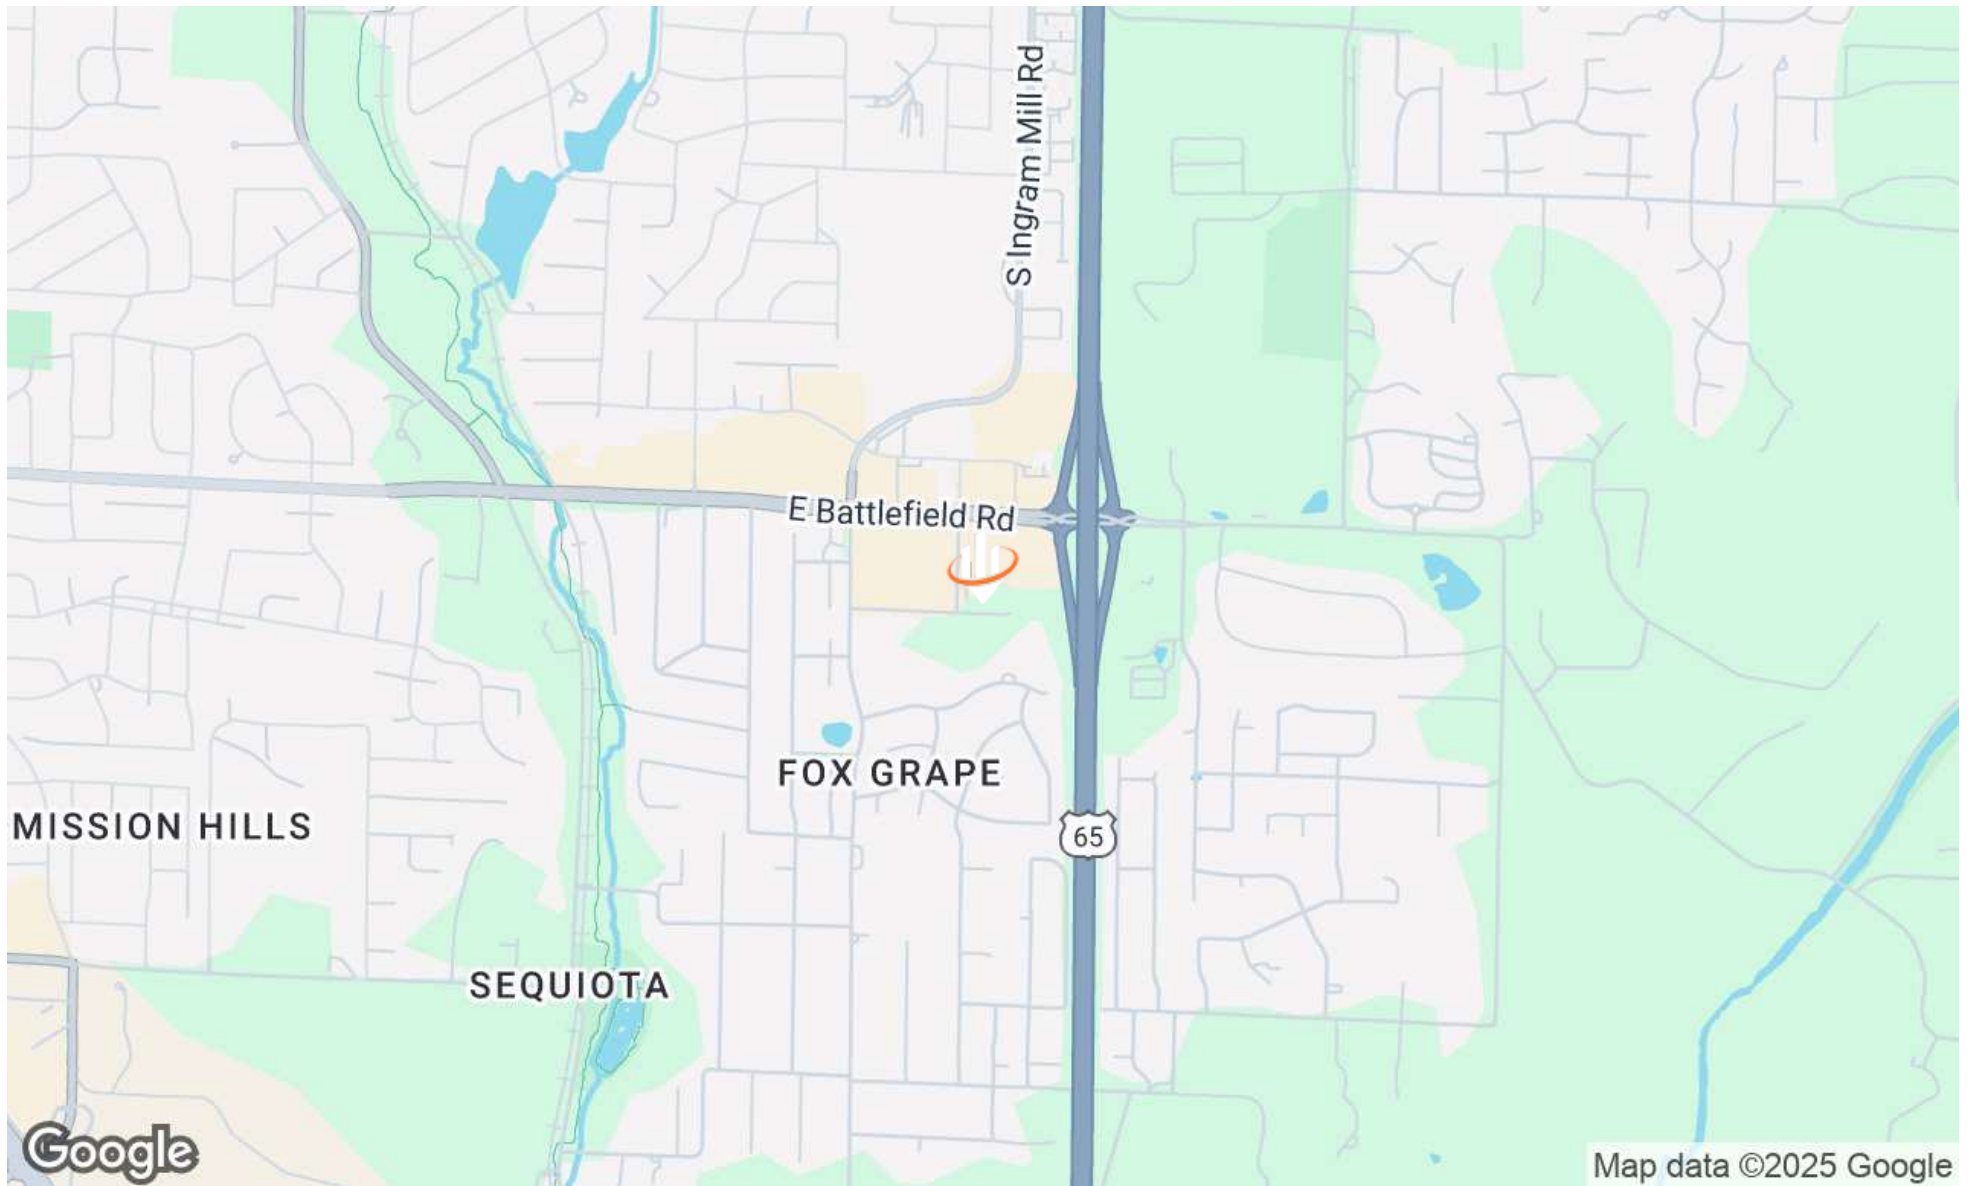 S Ingram Mill Rd
E Battlefield Rd
FOX GRAPE
MISSION HILLS
65
SEQUIOTA
Google
Map data ©2025 Google